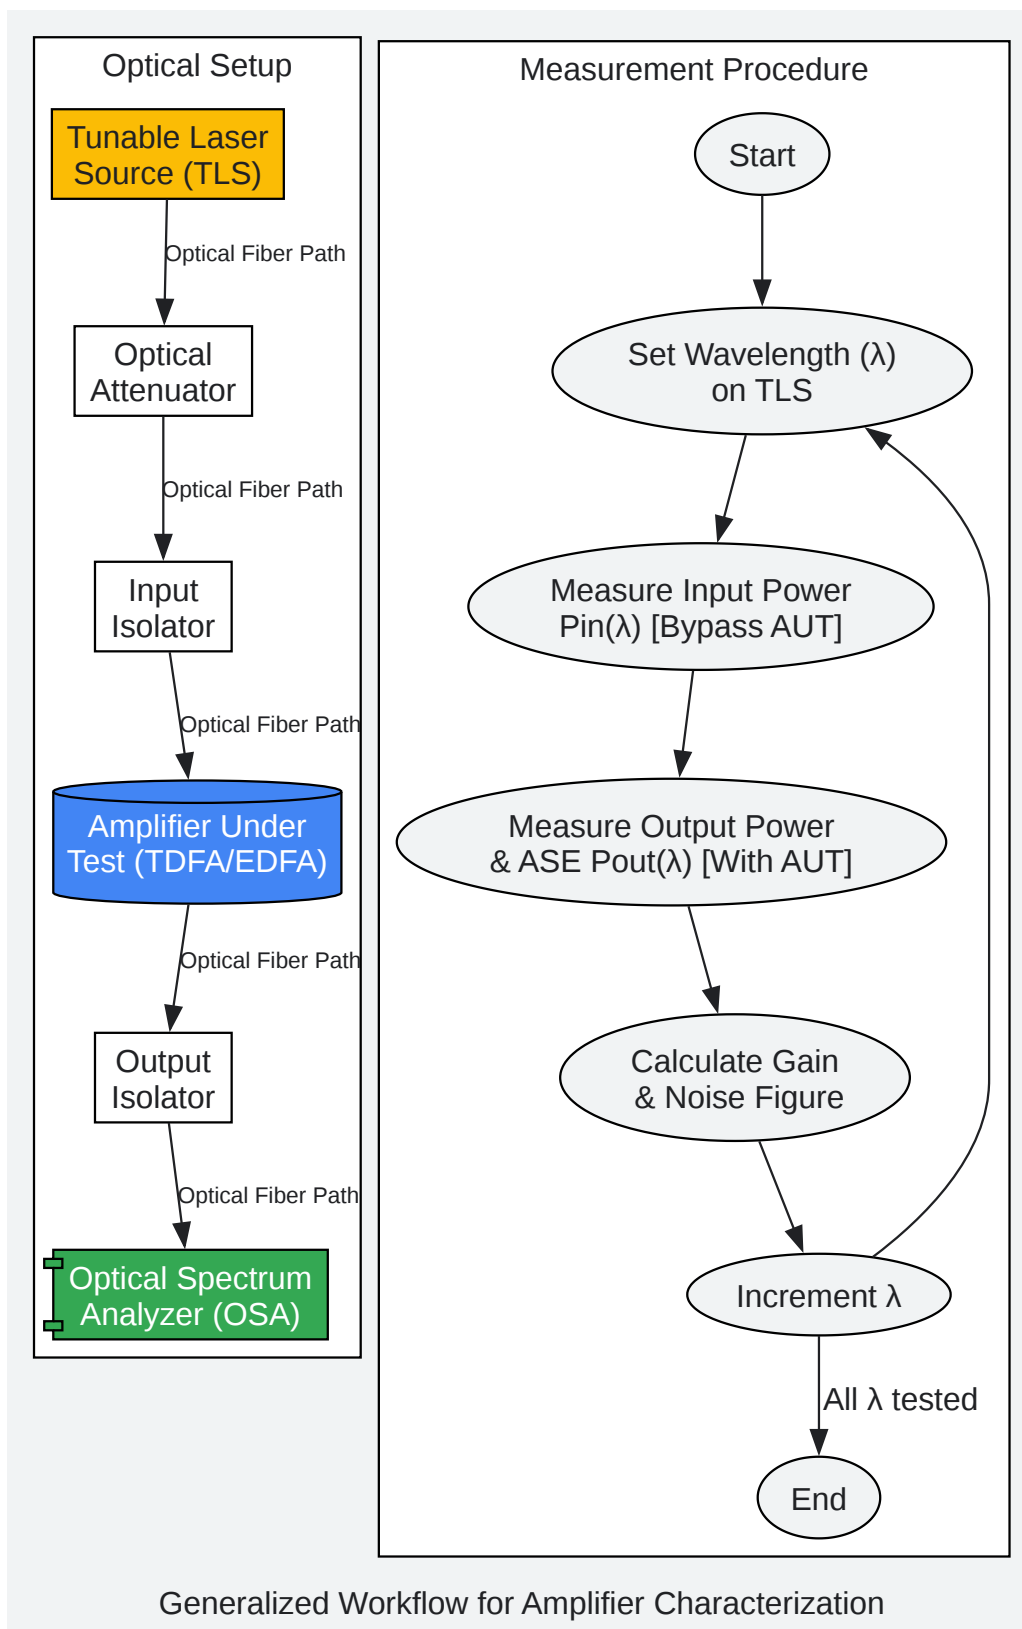 Optical Setup
Tunable Laser
Source (TLS)
Optical Fiber Path
Optical
Attenuator
Optical Fiber Path
Input
Isolator
Optical Fiber Path
Amplifier Under
Test (TDFA/EDFA)
Optical Fiber Path
Output
Isolator
Optical Fiber Path
Optical Spectrum
Analyzer (OSA)
Measurement Procedure
Start
Set Wavelength (λ)
on TLS
Measure Input Power
Pin(λ) [Bypass AUT]
Measure Output Power
& ASE Pout(λ) [With AUT]
Calculate Gain
& Noise Figure
Increment λ
All λ tested
End
Generalized Workflow for Amplifier Characterization